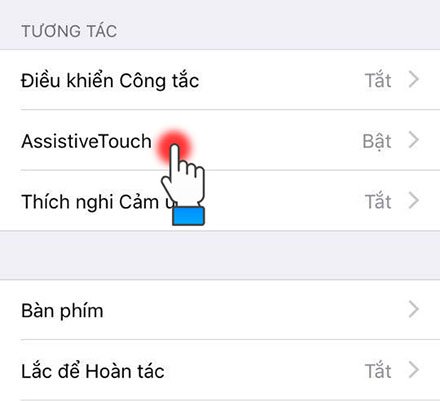 TƯƠNG TÁC
Điều khiển Công tắc Tắt
AssistiveTouch Bật
Thích nghi Cảm Tắt
Bàn phím
Lắc để Hoàn tác Tắt